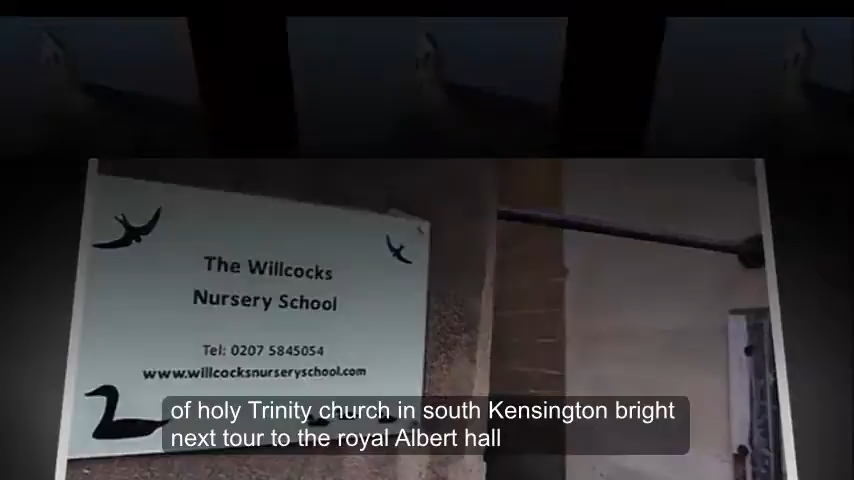 The Willcocks
Nursery School
Tel: 0207 5845054
www.willcocksnurseryschool.com
of holy Trinity church in south Kensington bright
next tour to the royal Albert hall